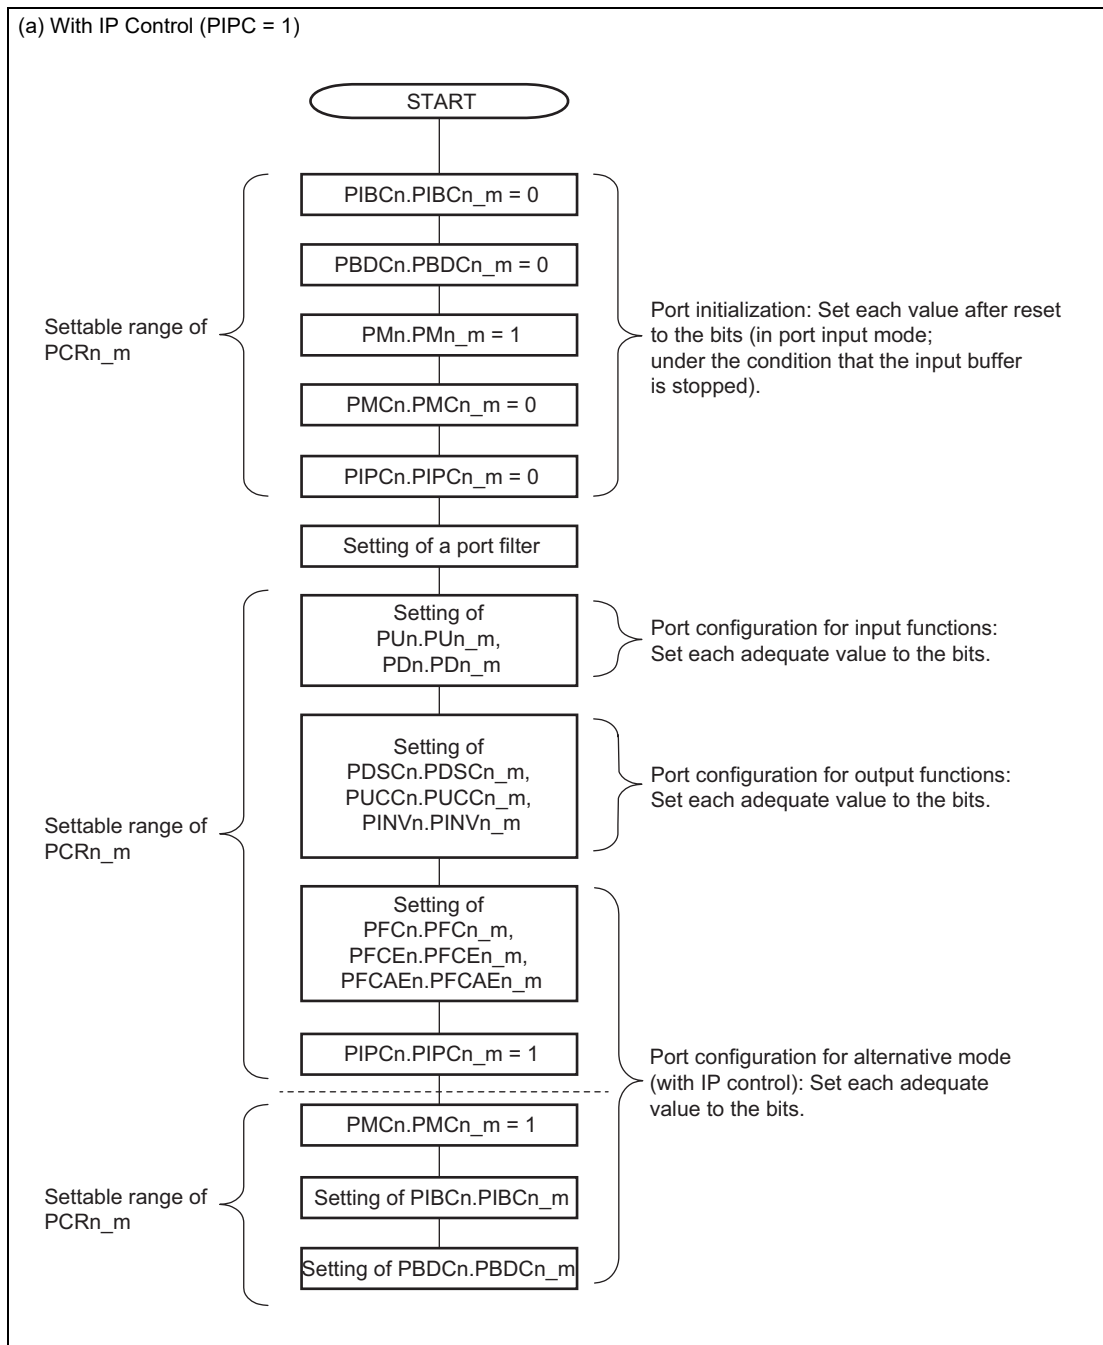 (a) With IP Control (PIPC = 1)
START
PIBCn.PIBCn_m = 0
PBDCn.PBDCn_m = 0
Settable range of
PCRn_m
PMn.PMn_m = 1
Port initialization: Set each value after reset
to the bits (in port input mode;
under the condition that the input buffer
is stopped).
PMCn.PMCn_m = 0
PIPCn.PIPCn_m = 0
Setting of a port filter
Setting of
PUn.PUn_m,
PDn.PDn_m
Port configuration for input functions:
Set each adequate value to the bits.
Setting of
PDSCn.PDSCn_m,
PUCCn.PUCCn_m,
PINVn.PINVn_m
Port configuration for output functions:
Set each adequate value to the bits.
Settable range of
PCRn_m
Setting of
PFCn.PFCn_m,
PFCEn.PFCEn_m,
PFCAEn.PFCAEn_m
PIPCn.PIPCn_m = 1
Port configuration for alternative mode
(with IP control): Set each adequate
value to the bits.
PMCn.PMCn_m = 1
Settable range of
PCRn_m
Setting of PIBCn.PIBCn_m
Setting of PBDCn.PBDCn_m